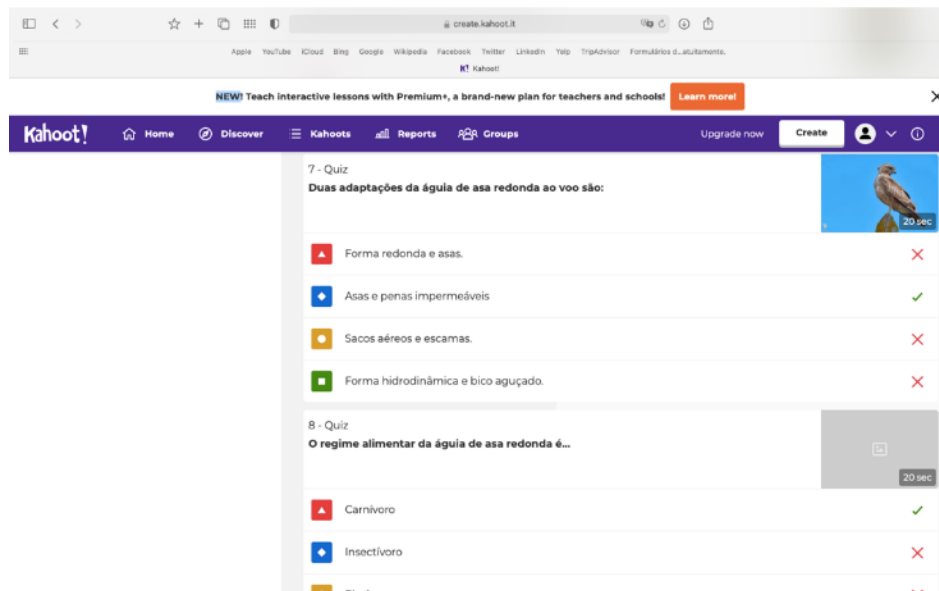 create.kahoot.it
Apple YouTube iCloud Bing Google Wikipedia Facebook Twitter LinkedIn Yelp TripAdvisor Formulários d...atuitamente.
K! Kahoot!
NEW! Teach interactive lessons with Premium+, a brand-new plan for teachers and schools! Learn more!
Kahoot! Home Discover Kahoots Reports Groups Upgrade now Create
7 - Quiz
Duas adaptações da águia de asa redonda ao voo são:
20 sec
Forma redonda e asas.
Asas e penas impermeáveis
Sacos aéreos e escamas.
Forma hidrodinâmica e bico aguçado.
8 - Quiz
O regime alimentar da águia de asa redonda é...
20 sec
Carnívoro
Insectívoro